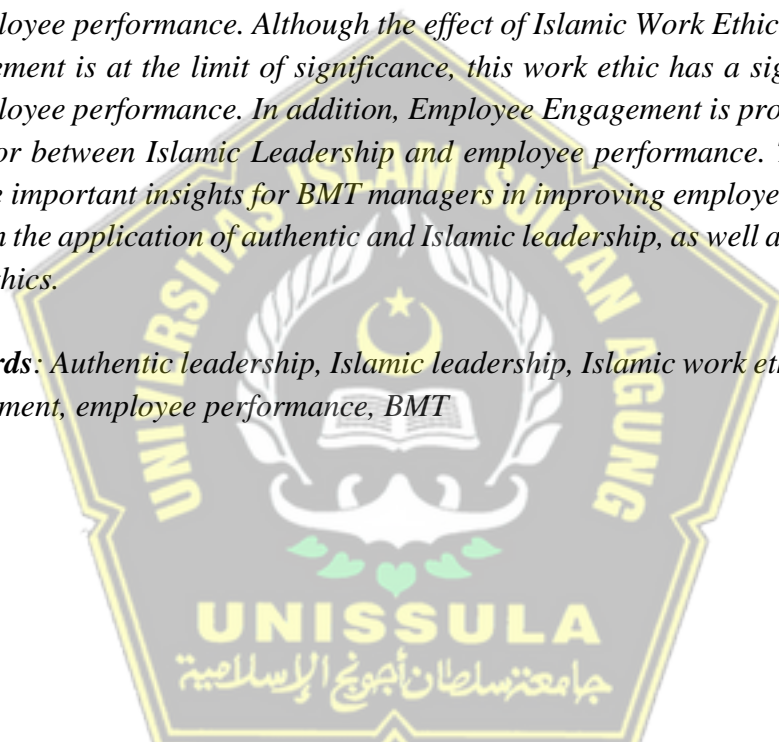 ployee performance. Although the effect of Islamic Work Ethic
ement is at the limit of significance, this work ethic has a sig
ployee performance. In addition, Employee Engagement is pro
or between Islamic Leadership and employee performance. T
e important insights for BMT managers in improving employe
n the application of authentic and Islamic leadership, as well a
thics.
rds: Authentic leadership, Islamic leadership, Islamic work et
ment, employee performance, BMT
UNIVERSITAS ISLAM SULTAN AGUNG
UNISSULA
جامعتنسلطان أجونج الإسلامية